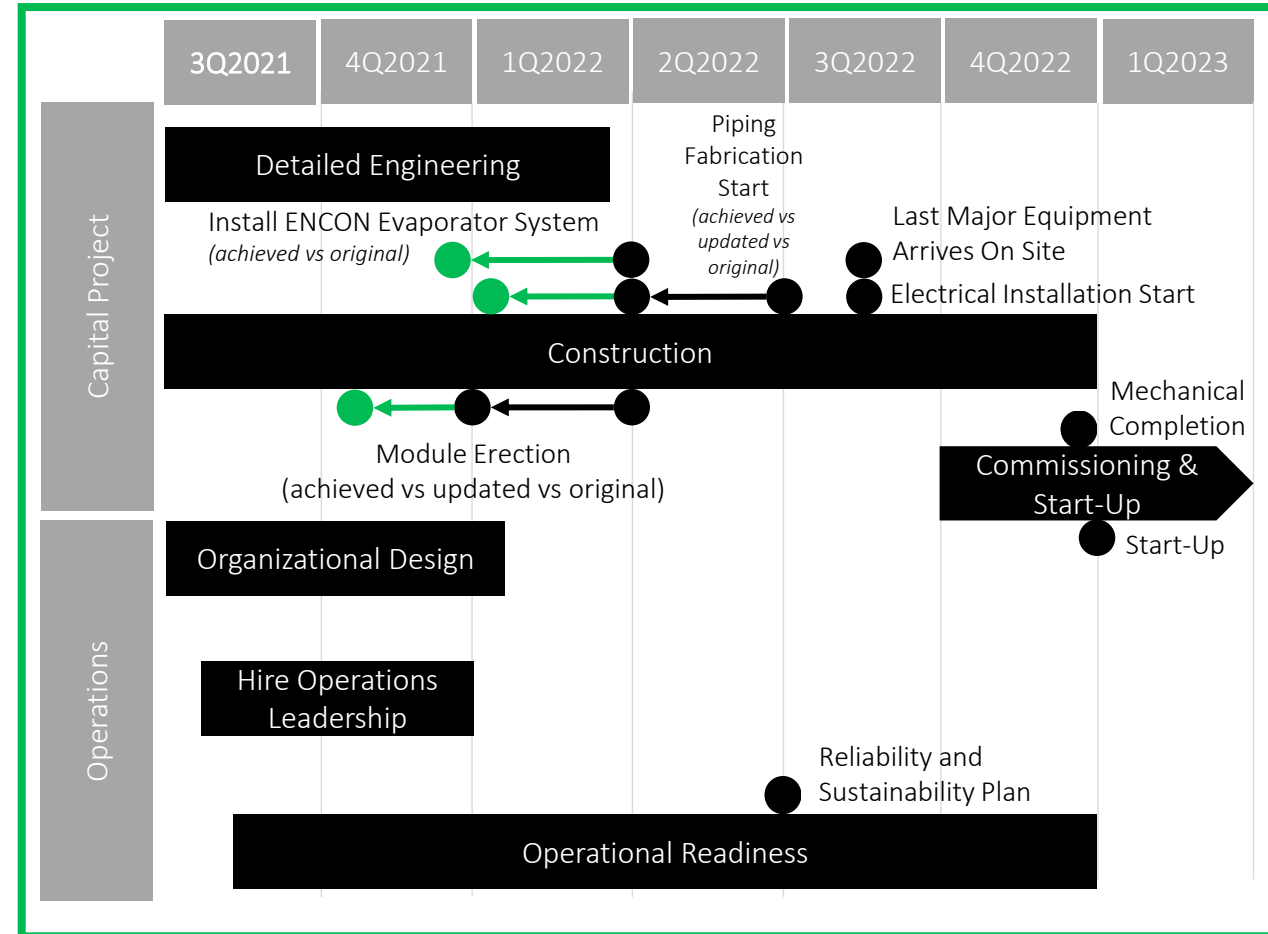 3Q2021
4Q2021
1Q2022
2Q2022
3Q2022
4Q2022
1Q2023
Capital Project
Detailed Engineering
Piping
Fabrication
Start
(achieved vs
updated vs
original)
Install ENCON Evaporator System
(achieved vs original)
Last Major Equipment
Arrives On Site
Electrical Installation Start
Construction
Module Erection
(achieved vs updated vs original)
Mechanical
Completion
Commissioning &
Start-Up
Start-Up
Operations
Organizational Design
Hire Operations
Leadership
Reliability and
Sustainability Plan
Operational Readiness